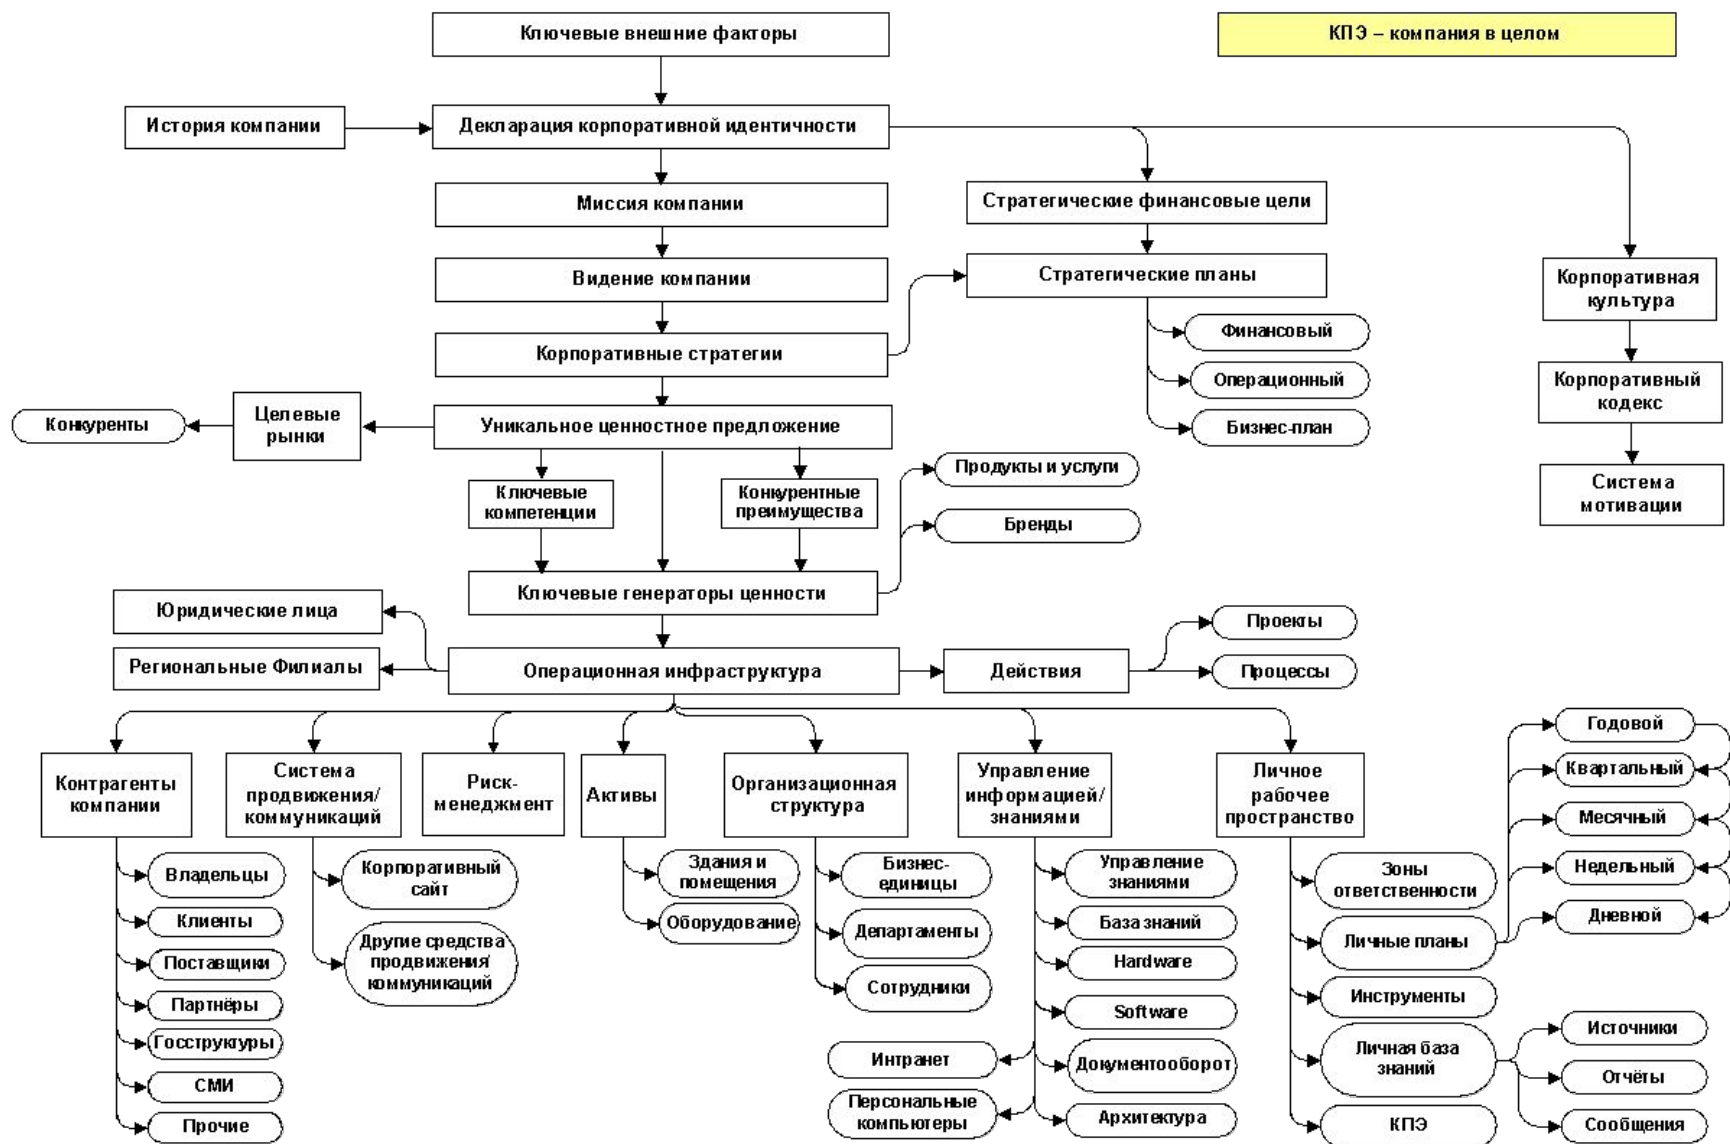 Ключевые внешние факторы
КПЭ – компания в целом
История компании
Декларация корпоративной идентичности
Миссия компании
Стратегические финансовые цели
Видение компании
Стратегические планы
Корпоративная
культура
Корпоративные стратегии
Финансовый
Операционный
Бизнес-план
Корпоративный
кодекс
Конкуренты
Целевые
рынки
Уникальное ценностное предложение
Ключевые
компетенции
Конкурентные
преимущества
Продукты и услуги
Бренды
Система
мотивации
Ключевые генераторы ценности
Юридические лица
Региональные Филиалы
Операционная инфраструктура
Действия
Проекты
Процессы
Контрагенты
компании
Система
продвижения/
коммуникаций
Риск-
менеджмент
Активы
Организационная
структура
Управление
информацией/
знаниями
Личное
рабочее
пространство
Годовой
Квартальный
Месячный
Недельный
Дневной
Владельцы
Клиенты
Поставщики
Партнёры
Госструктуры
СМИ
Прочие
Корпоративный
сайт
Другие средства
продвижения/
коммуникаций
Здания и
помещения
Оборудование
Бизнес-
единицы
Департаменты
Сотрудники
Управление
знаниями
База знаний
Hardware
Software
Интранет
Документооборот
Персональные
компьютеры
Архитектура
Зоны
ответственности
Личные планы
Инструменты
Личная база
знаний
КПЭ
Источники
Отчёты
Сообщения